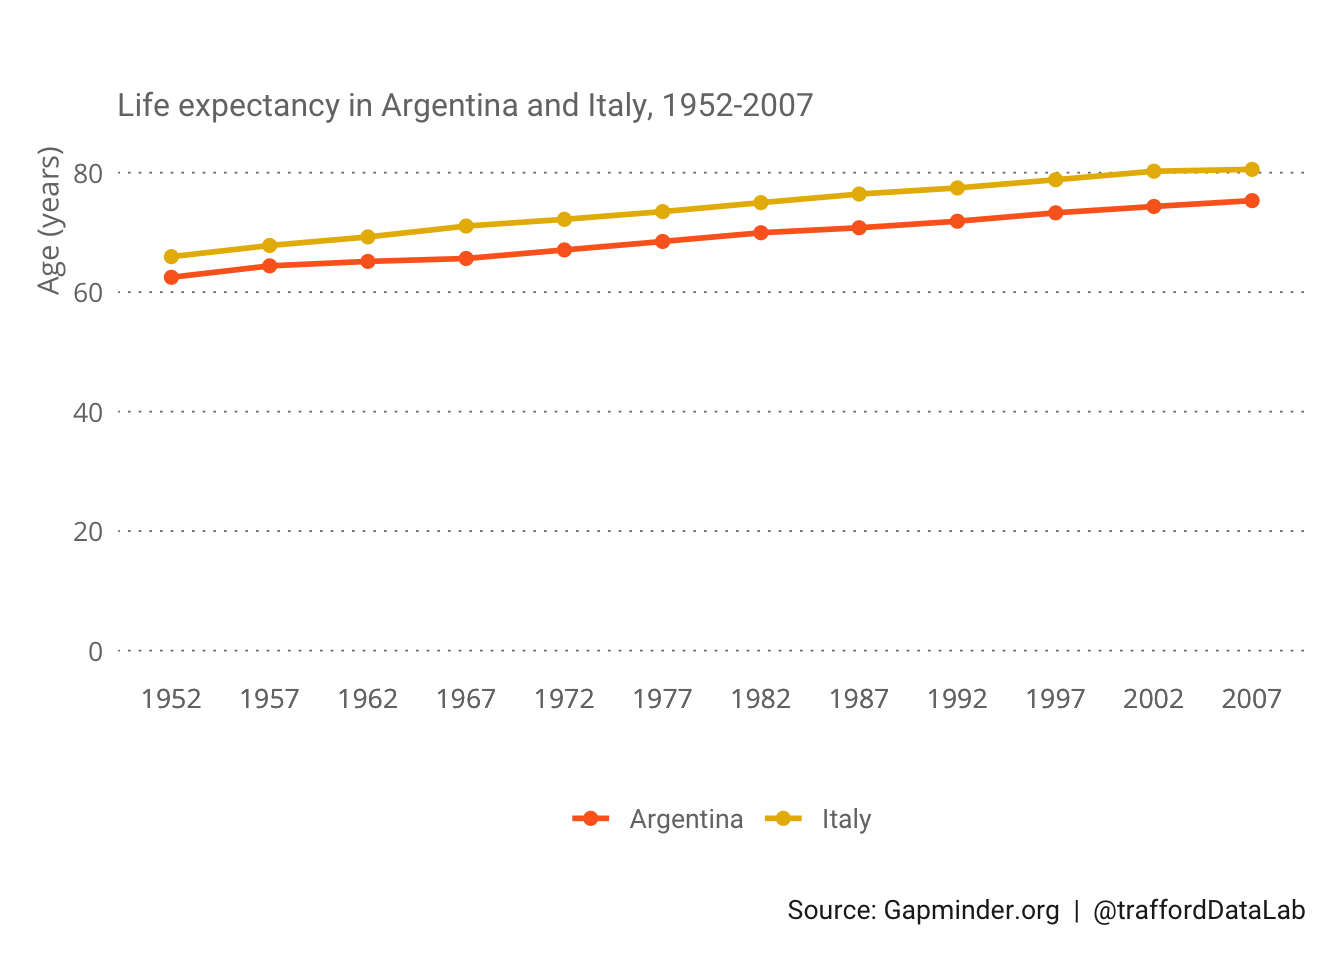 Life expectancy in Argentina and Italy, 1952-2007
Age (years)
80
60
40
20
0
1952 1957 1962 1967 1972 1977 1982 1987 1992 1997 2002 2007
Argentina Italy
Source: Gapminder.org | @traffordDataLab